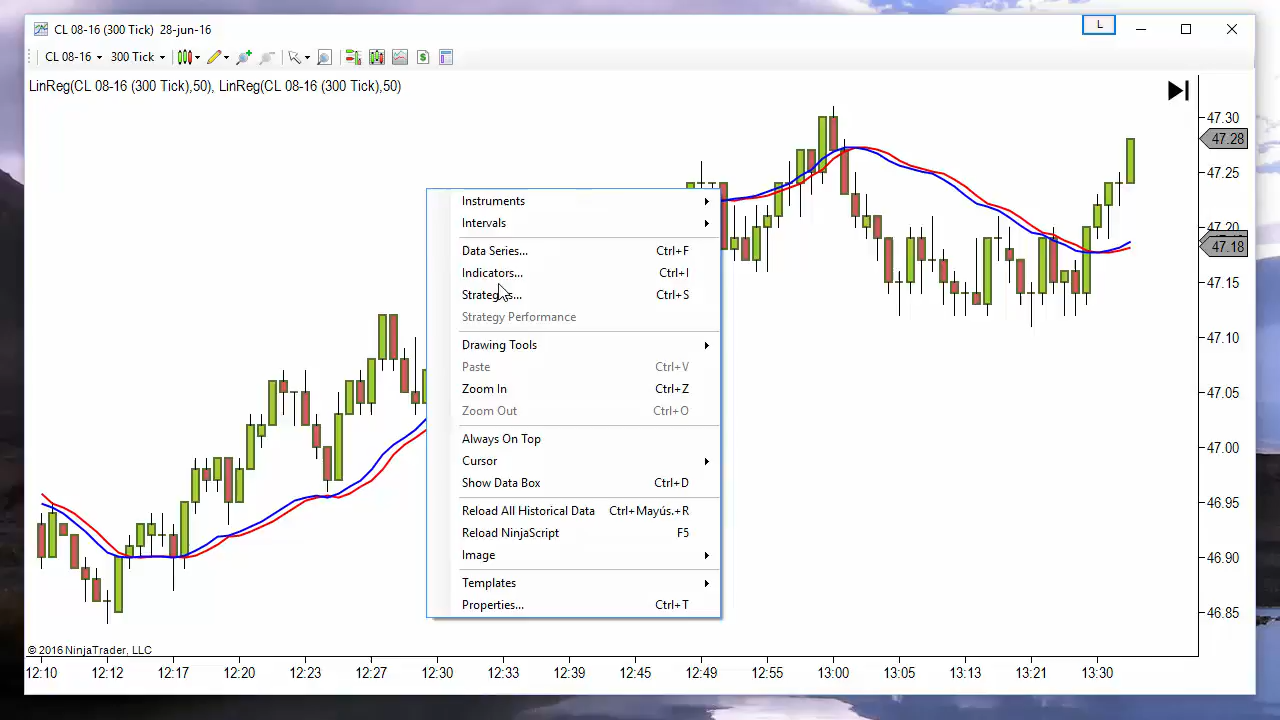 CL 08-16 (300 Tick) 28-jun-16
L
CL 08-16 300 Tick
$
LinReg(CL 08-16 (300 Tick),50), LinReg(CL 08-16 (300 Tick),50)
47.30
47.28
47.25
47.20
47.18
47.15
47.10
47.05
47.00
46.95
46.90
46.85
Instruments
Intervals
Data Series... Ctrl+F
Indicators... Ctrl+I
Ctrl+S
Strategy Performance
Drawing Tools
Paste Ctrl+V
Zoom In Ctrl+Z
Zoom Out Ctrl+O
Always On Top
Cursor
Show Data Box Ctrl+D
Reload All Historical Data Ctrl+Mayús.+R
Reload NinjaScript F5
Image
Templates
Properties... Ctrl+T
© 2016 NinjaTrader, LLC
12:10 12:12 12:17 12:20 12:23 12:27 12:30 12:33 12:39 12:45 12:49 12:55 13:00 13:05 13:13 13:21 13:30